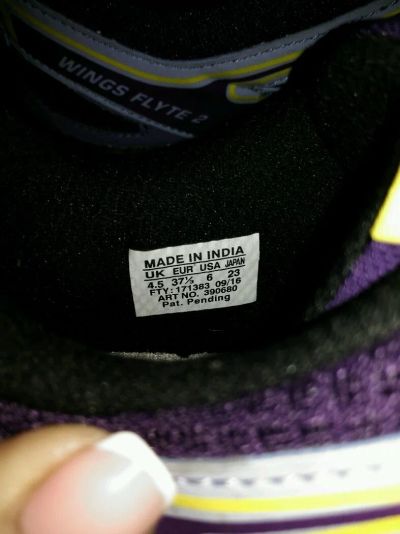 WINGS FLYTE 2
MADE IN INDIA
UK EUR USA JAPAN
4.5 37½ 6 23
FTY: 171383 09/16
ART NO. 390680
Pat. Pending